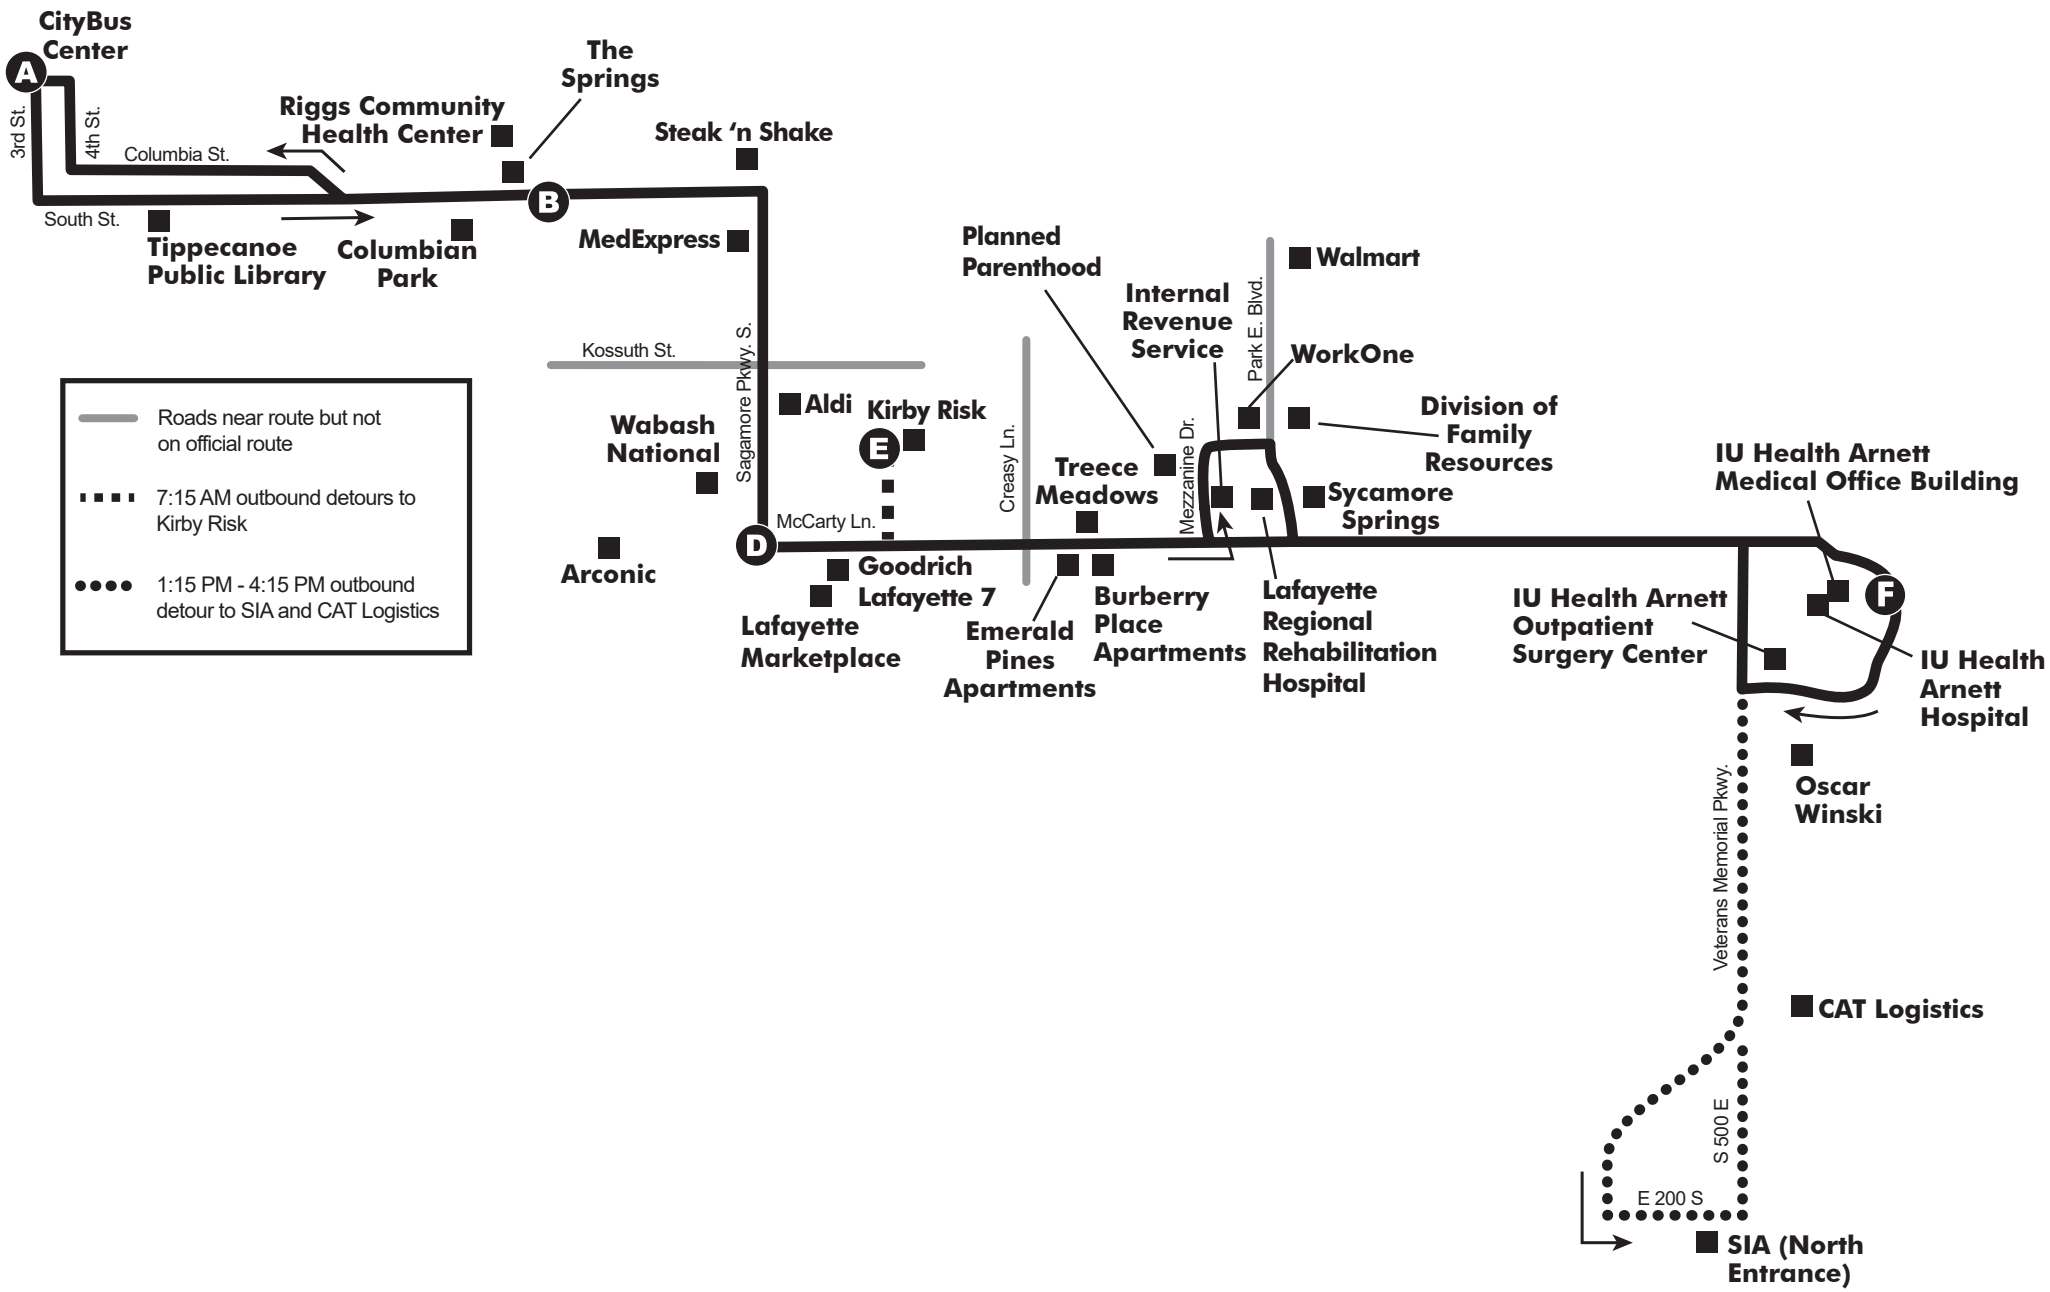 CityBus
Center
A
3rd St.
4th St.
Columbia St.
South St.
Riggs Community
Health Center
The
Springs
Steak ‘n Shake
B
Tippecanoe
Public Library
Columbian
Park
MedExpress
Kossuth St.
Sagamore Pkwy. S.
Aldi
Wabash
National
Kirby Risk
E
Arconic
D
McCarty Ln.
Goodrich
Lafayette 7
Lafayette
Marketplace
Creasy Ln.
Planned
Parenthood
Treece
Meadows
Emerald
Pines
Apartments
Burberry
Place
Apartments
Mezzanine Dr.
Internal
Revenue
Service
Park E. Blvd.
Walmart
WorkOne
Division of
Family
Resources
Sycamore
Springs
Lafayette
Regional
Rehabilitation
Hospital
IU Health Arnett
Medical Office Building
F
IU Health Arnett
Outpatient
Surgery Center
IU Health
Arnett
Hospital
Oscar
Winski
Veterans Memorial Pkwy.
CAT Logistics
S 500 E
E 200 S
SIA (North
Entrance)
Roads near route but not
on official route
7:15 AM outbound detours to
Kirby Risk
1:15 PM - 4:15 PM outbound
detour to SIA and CAT Logistics